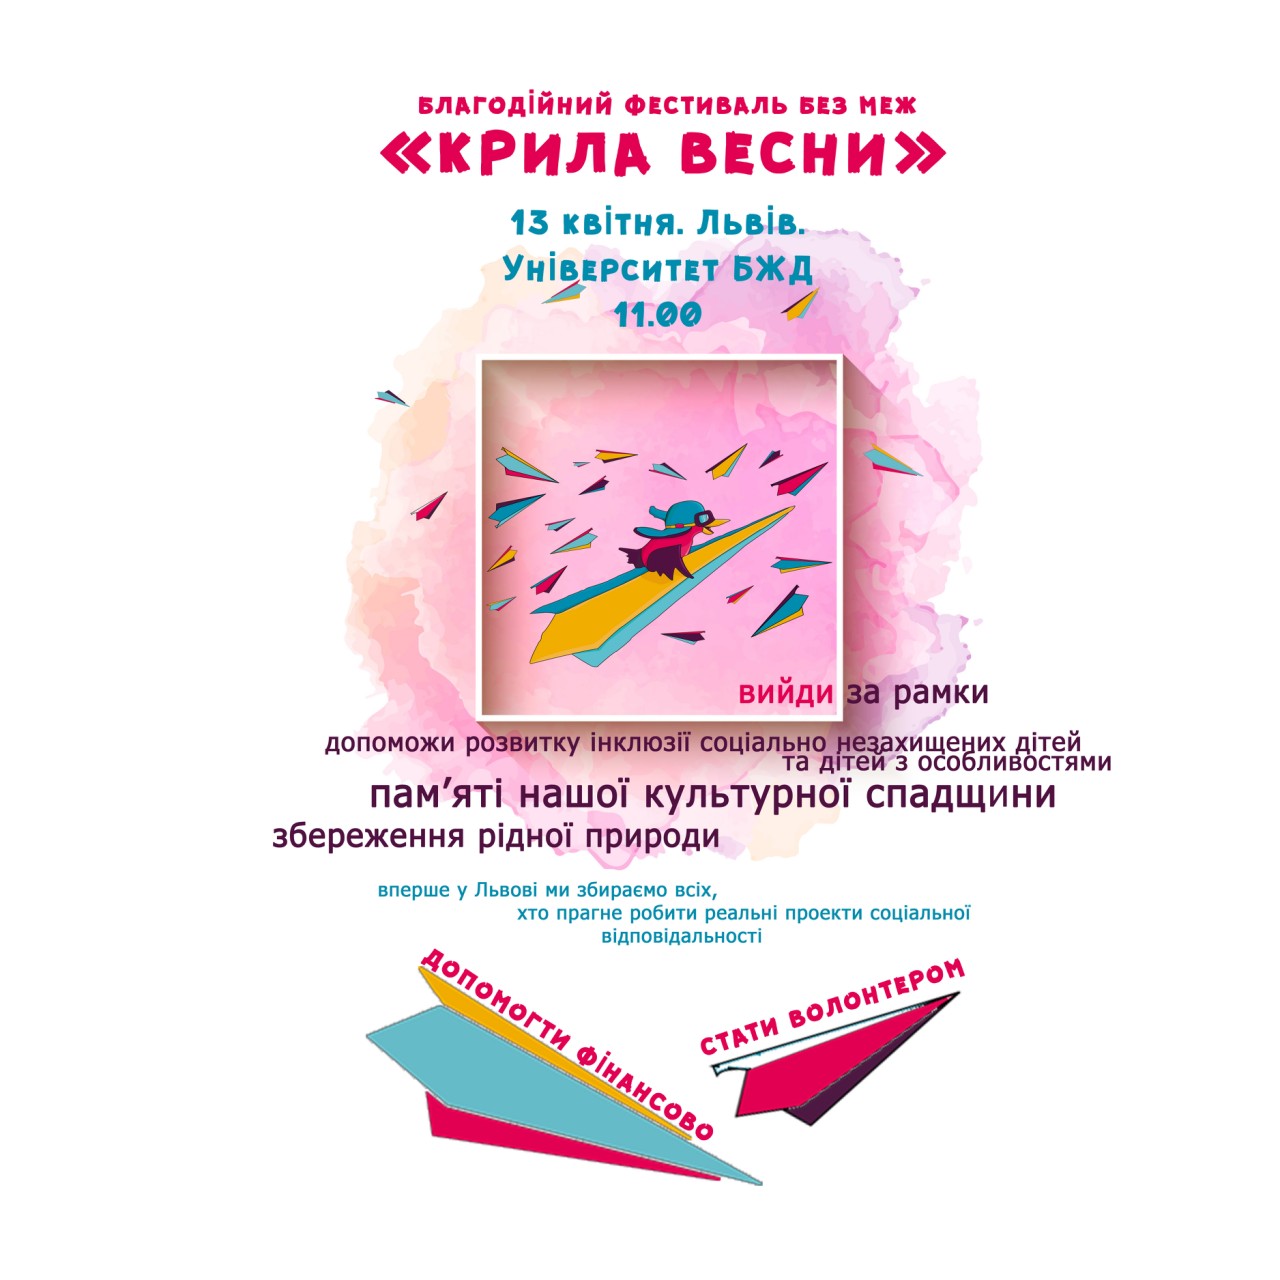 БЛАГОДІЙНИЙ ФЕСТИВАЛЬ БЕЗ МЕЖ
«КРИЛА ВЕСНИ»
13 КВІТНЯ. ЛЬВІВ.
УНІВЕРСИТЕТ БЖД
11.00
вийди за рамки
допоможи розвитку інклюзії соціально незахищених дітей
та дітей з особливостями
пам’яті нашої культурної спадщини
збереження рідної природи
вперше у Львові ми збираємо всіх,
хто прагне робити реальні проекти соціальної
відповідальності
ДОПОМОГТИ ФІНАНСОВО
СТАТИ ВОЛОНТЕРОМ